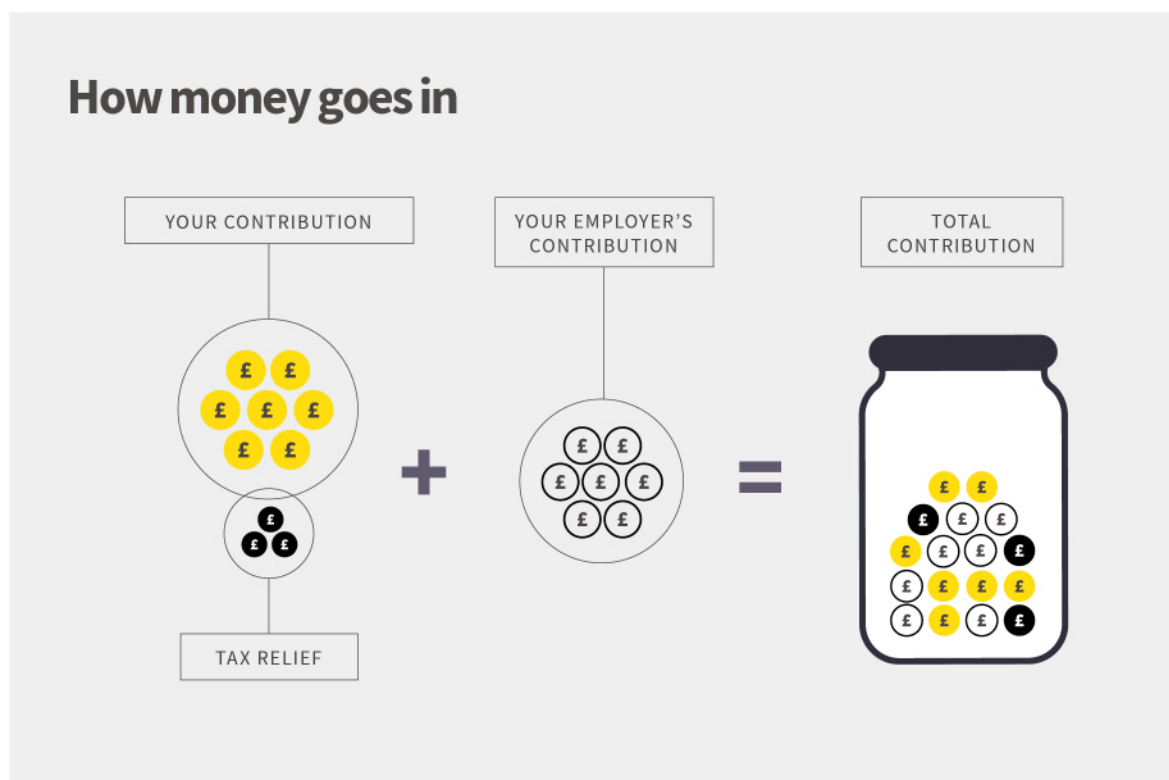 How money goes in
YOUR CONTRIBUTION
YOUR EMPLOYER’S
CONTRIBUTION
TOTAL
CONTRIBUTION
£ £
£ £ £
£ £
£
£ £
TAX RELIEF
+
£ £
£ £ £
£ £
=
£ £
£ £ £
£ £ £ £
£ £ £ £
£ £ £ £